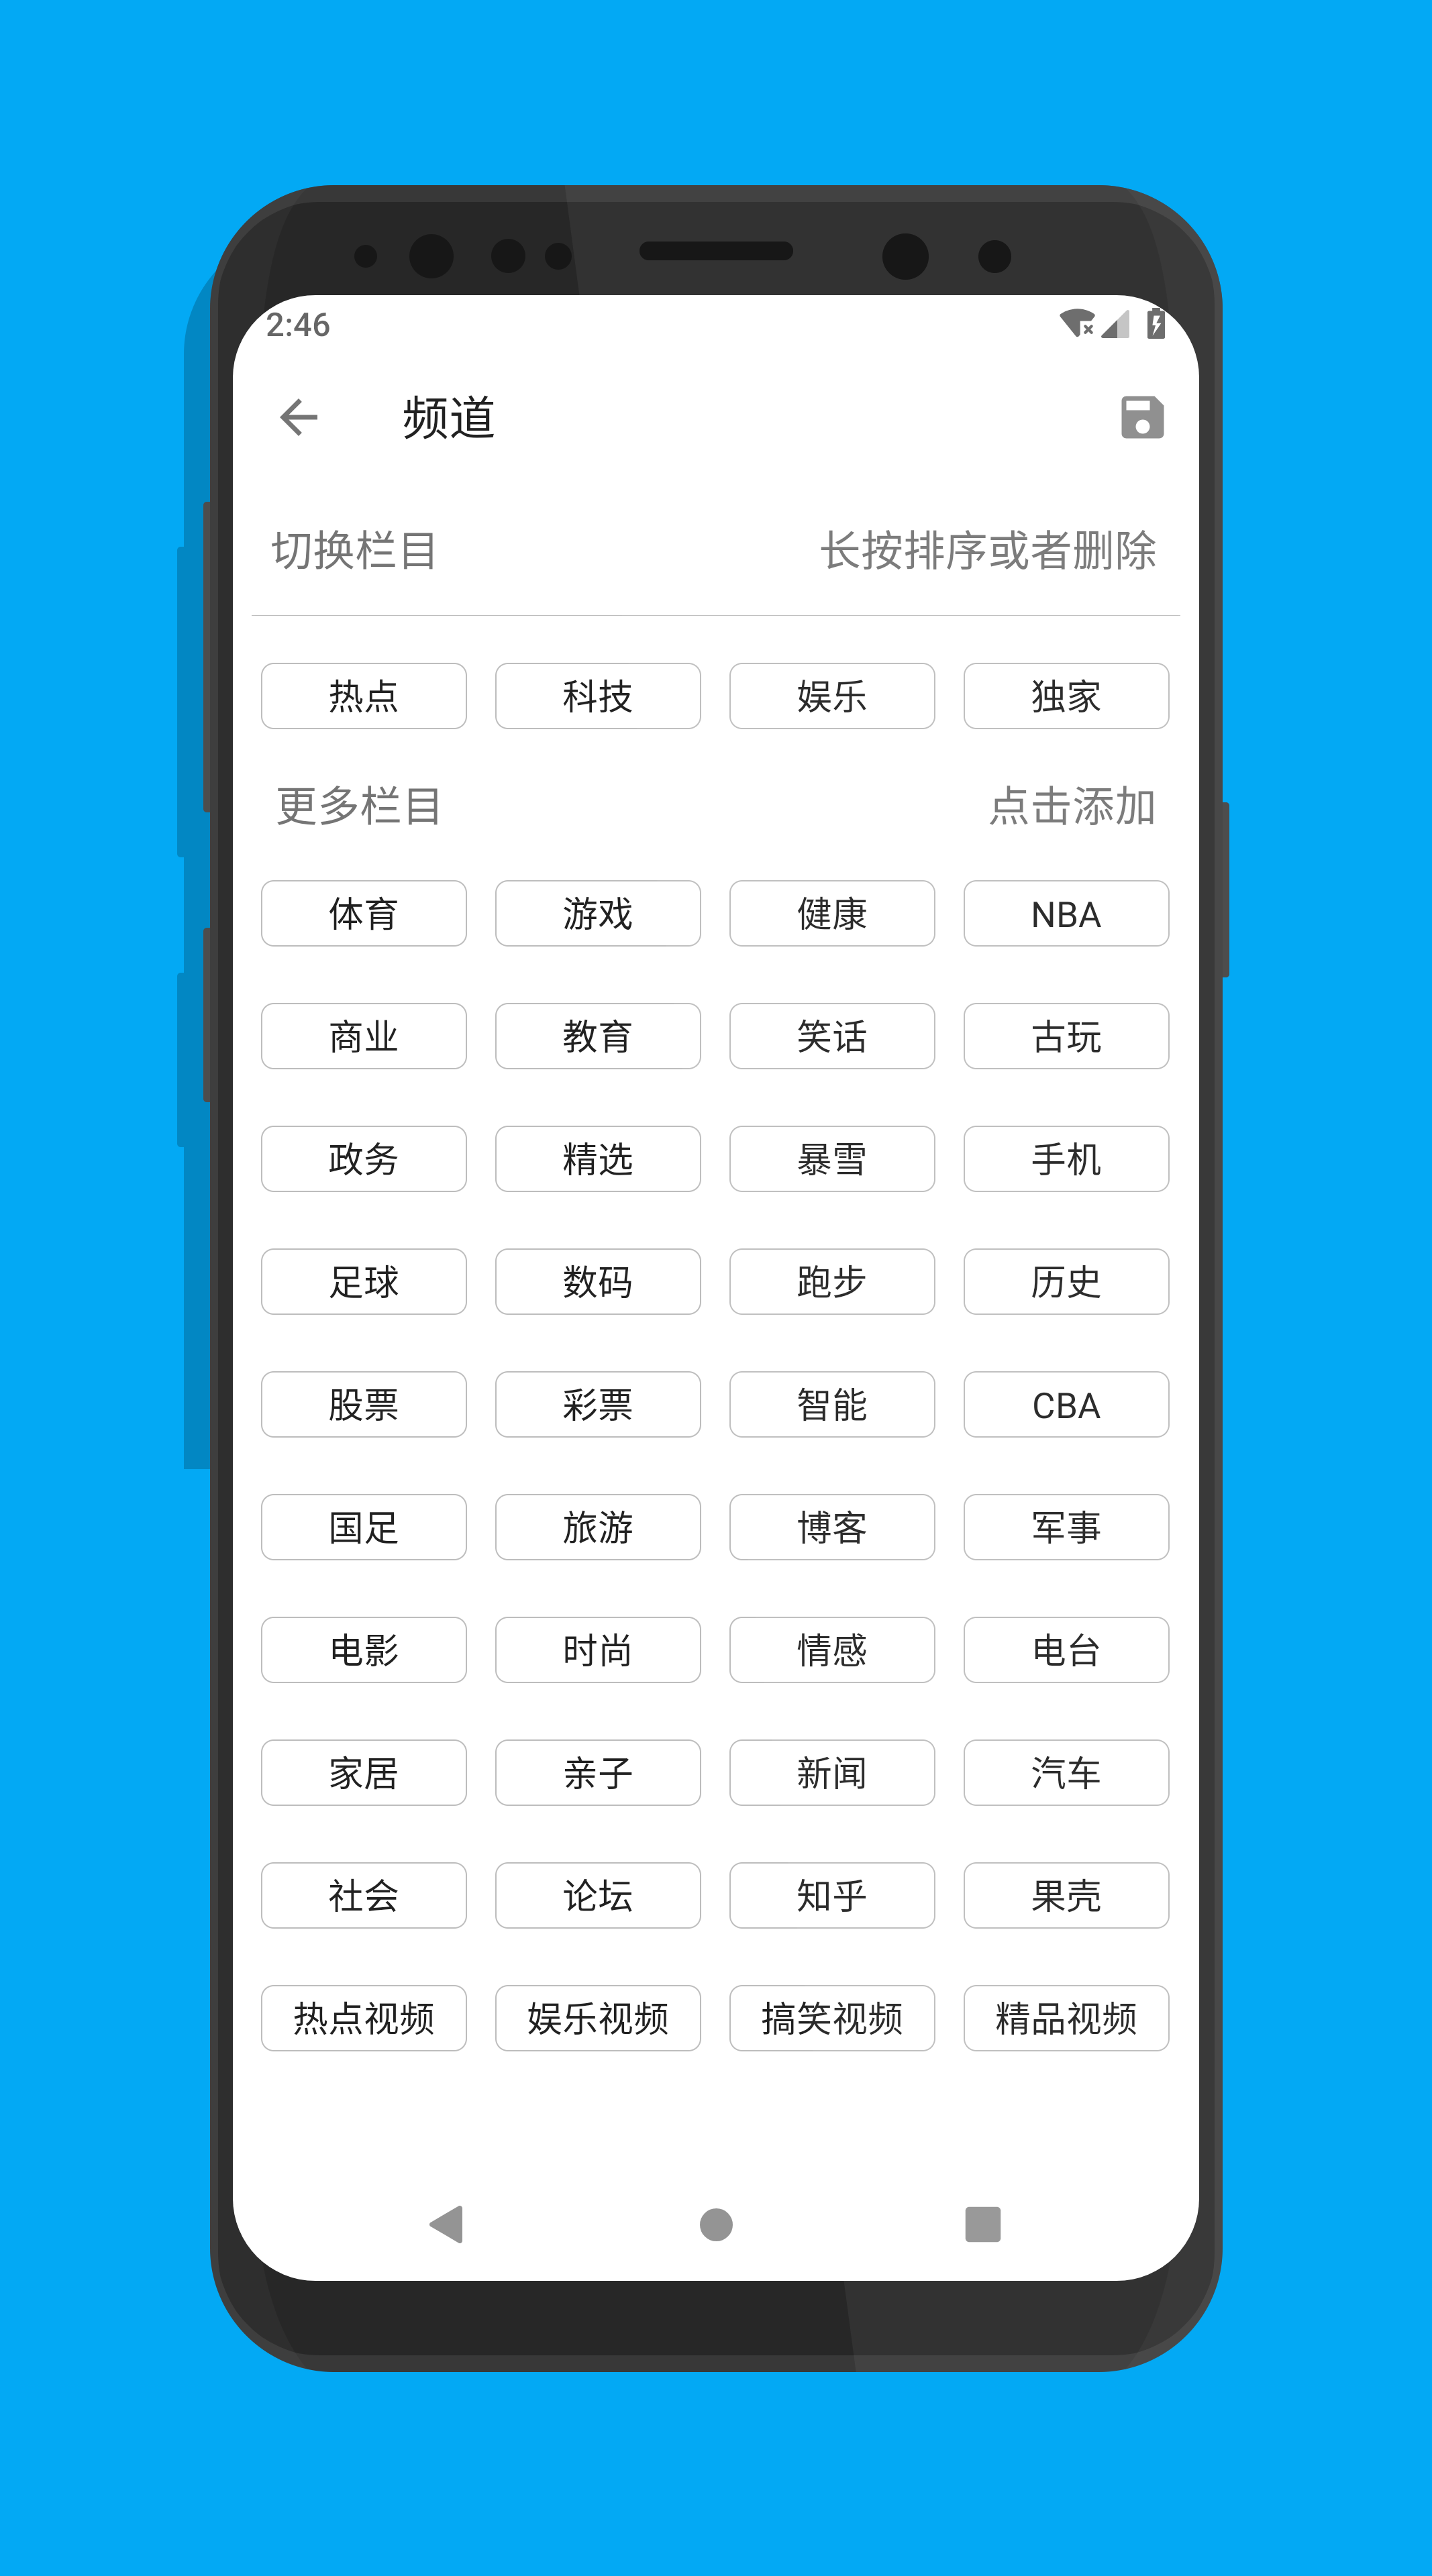 2:46
频道
切换栏目 长按排序或者删除
热点 科技 娱乐 独家
更多栏目 点击添加
体育 游戏 健康 NBA
商业 教育 笑话 古玩
政务 精选 暴雪 手机
足球 数码 跑步 历史
股票 彩票 智能 CBA
国足 旅游 博客 军事
电影 时尚 情感 电台
家居 亲子 新闻 汽车
社会 论坛 知乎 果壳
热点视频 娱乐视频 搞笑视频 精品视频